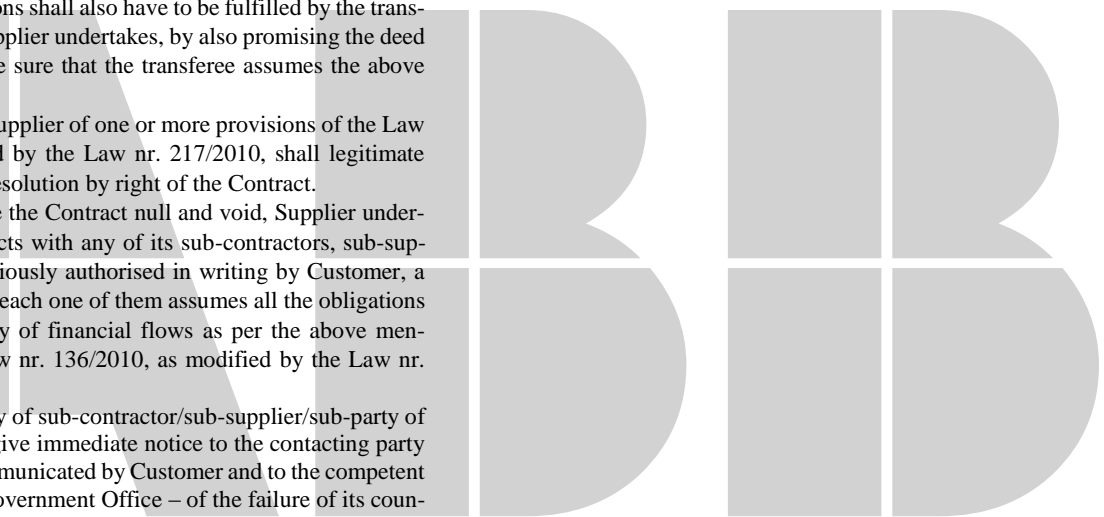 ons shall also have to be fulfilled by the trans-
pplier undertakes, by also promising the deed
e sure that the transferee assumes the above
upplier of one or more provisions of the Law
d by the Law nr. 217/2010, shall legitimate
esolution by right of the Contract.
e the Contract null and void, Supplier under-
cts with any of its sub-contractors, sub-sup-
iously authorised in writing by Customer, a
each one of them assumes all the obligations
y of financial flows as per the above men-
w nr. 136/2010, as modified by the Law nr.
y of sub-contractor/sub-supplier/sub-party of
give immediate notice to the contacting party
municated by Customer and to the competent
overnment Office – of the failure of its coun-
ABB